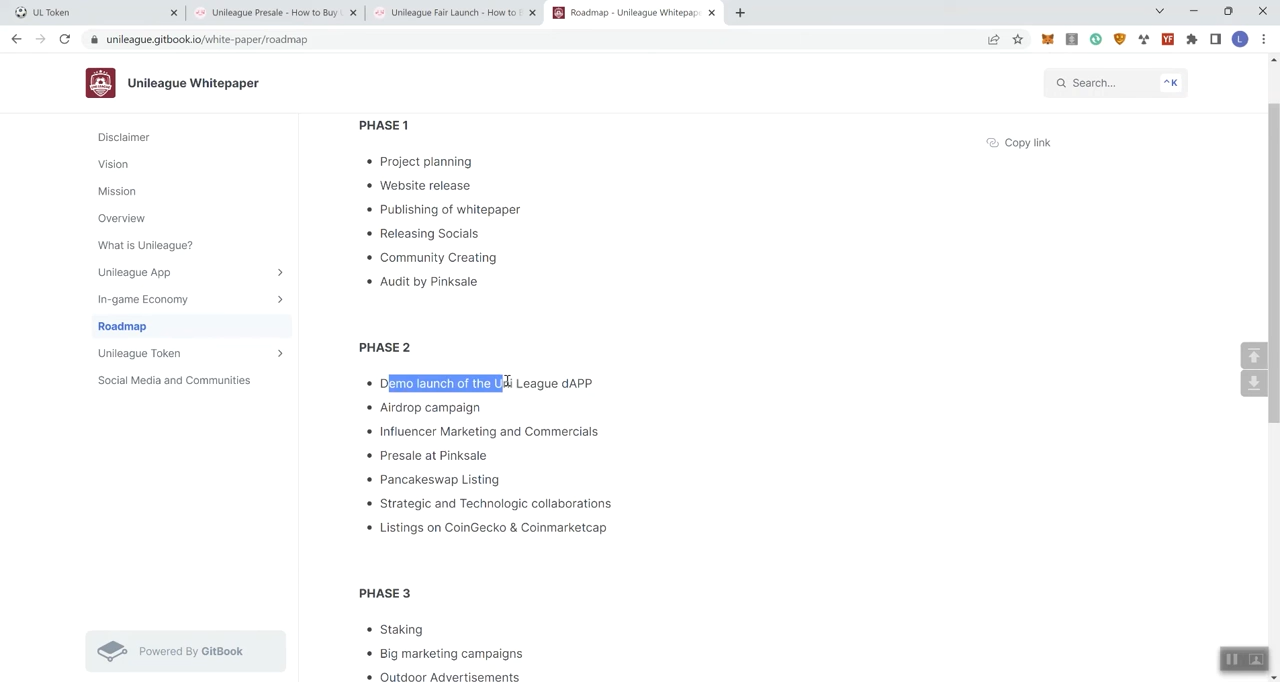 UL Token
Unileague Presale - How to Buy U
Unileague Fair Launch - How to B
Roadmap - Unileague Whitepape
unileague.gitbook.io/white-paper/roadmap
YF
L
Unileague Whitepaper
Search...
^K
Disclaimer
Vision
Mission
Overview
What is Unileague?
Unileague App
In-game Economy
Roadmap
Unileague Token
Social Media and Communities
Powered By GitBook
PHASE 1
Project planning
Website release
Publishing of whitepaper
Releasing Socials
Community Creating
Audit by Pinksale
PHASE 2
Demo launch of the Uni League dAPP
Airdrop campaign
Influencer Marketing and Commercials
Presale at Pinksale
Pancakeswap Listing
Strategic and Technologic collaborations
Listings on CoinGecko & Coinmarketcap
PHASE 3
Staking
Big marketing campaigns
Outdoor Advertisements
Copy link